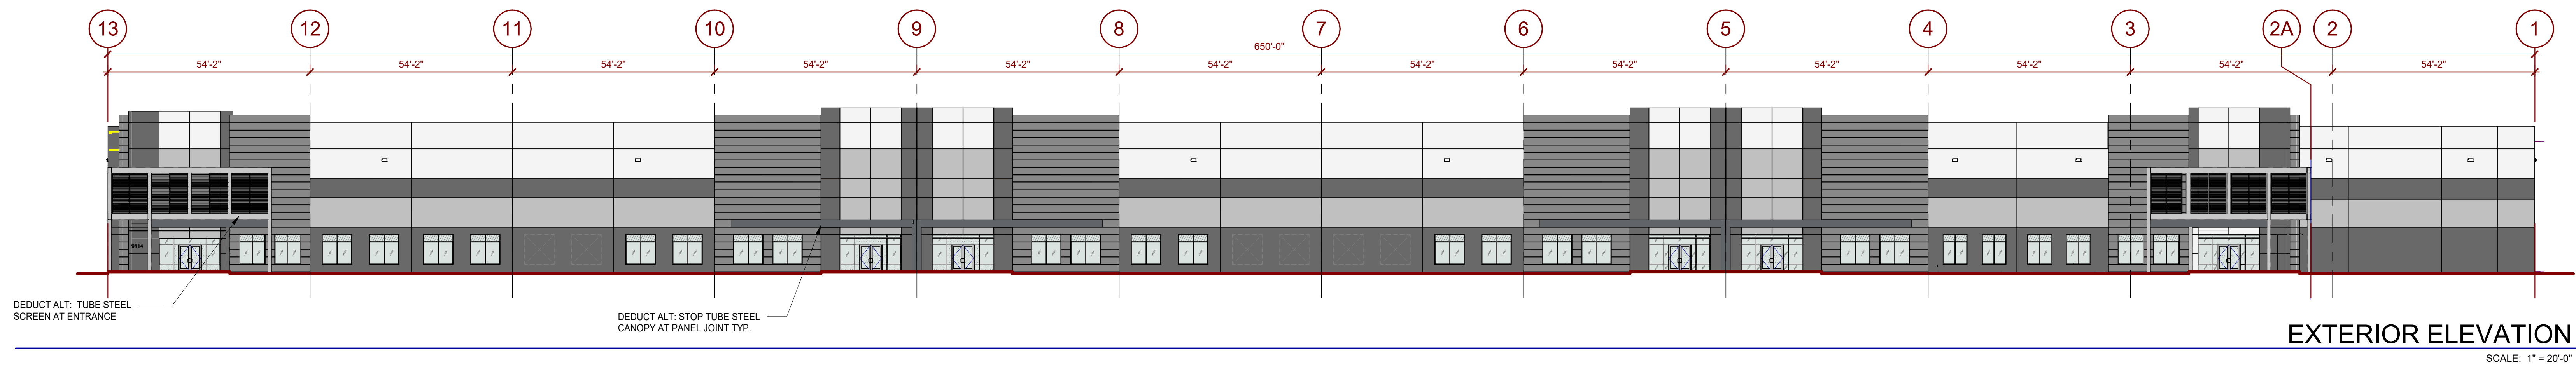 13 12 11 10 9 8 7 6 5 4 3 2A 2 1
650'-0"
54'-2" 54'-2" 54'-2" 54'-2" 54'-2" 54'-2" 54'-2" 54'-2" 54'-2" 54'-2" 54'-2" 54'-2"
8114
DEDUCT ALT: TUBE STEEL
SCREEN AT ENTRANCE
DEDUCT ALT: STOP TUBE STEEL
CANOPY AT PANEL JOINT TYP.
EXTERIOR ELEVATION
SCALE: 1" = 20'-0"